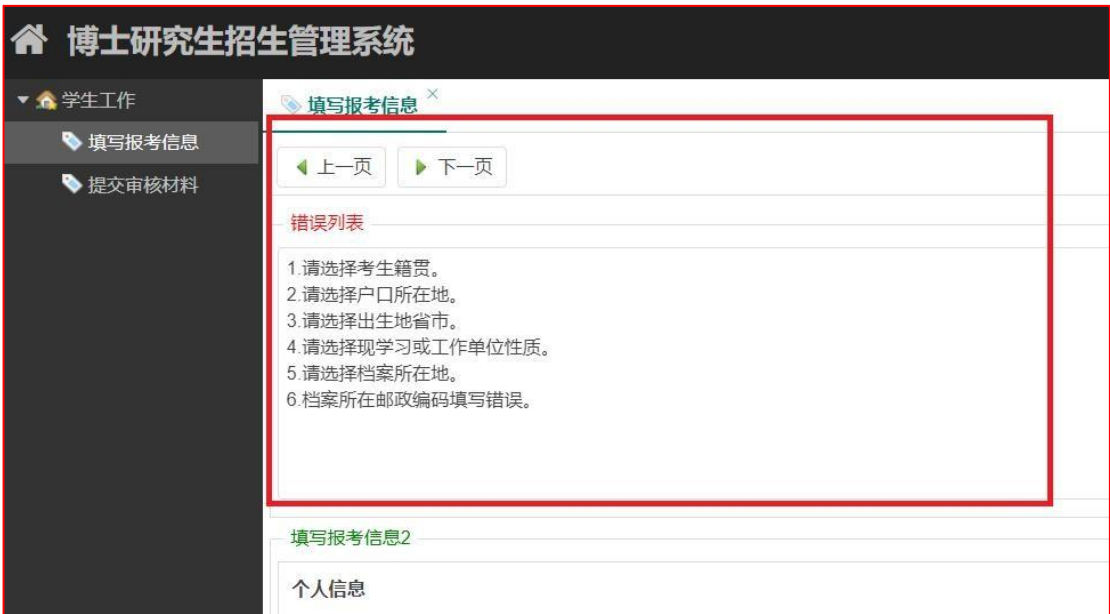 博士研究生招生管理系统
学生工作
填写报考信息
提交审核材料
填写报考信息
上一页 下一页
错误列表
1.请选择考生籍贯。
2.请选择户口所在地。
3.请选择出生地省市。
4.请选择现学习或工作单位性质。
5.请选择档案所在地。
6.档案所在邮政编码填写错误。
填写报考信息2
个人信息